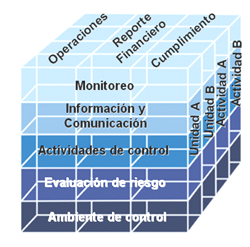 Operaciones
Reporte
Financiero
Cumplimiento
Monitoreo
Información y
Comunicación
Actividades de control
Evaluación de riesgo
Ambiente de control
Unidad A
Unidad B
Actividad A
Actividad B